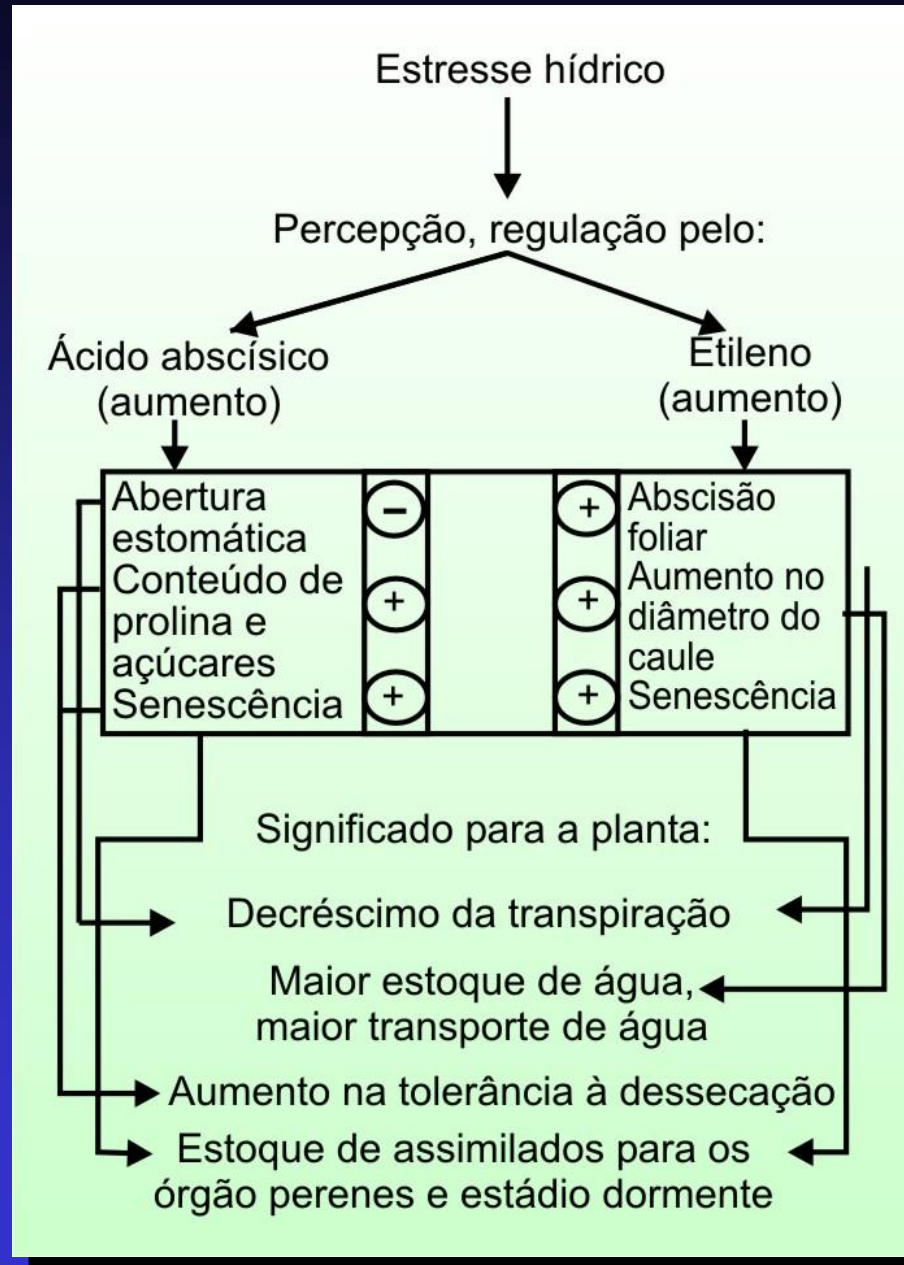 Estresse hídrico
Percepção, regulação pelo:
Ácido abscísico
(aumento)
Etileno
(aumento)
Abertura
estomática
Conteúdo de
prolina e
açúcares
Senescência
−
+
+
+
+
+
Abscisão
foliar
Aumento no
diâmetro do
caule
Senescência
Significado para a planta:
Decréscimo da transpiração
Maior estoque de água,
maior transporte de água
Aumento na tolerância à dessecação
Estoque de assimilados para os
órgão perenes e estádio dormente